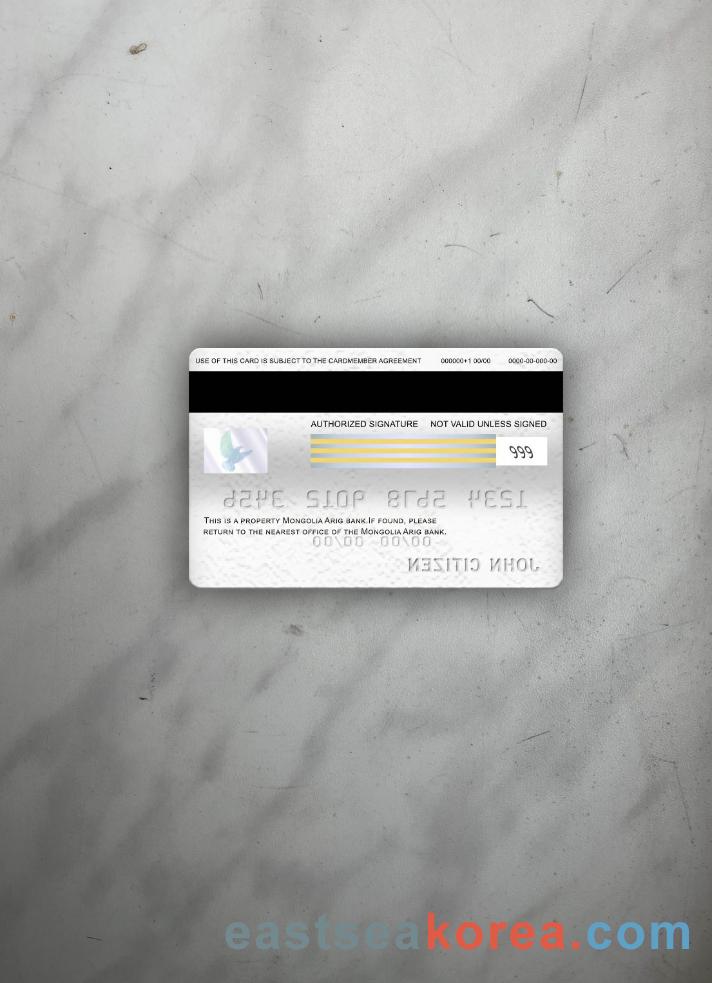 USE OF THIS CARD IS SUBJECT TO THE CARDMEMBER AGREEMENT 000000+1 00/00 0000-00-000-00
AUTHORIZED SIGNATURE NOT VALID UNLESS SIGNED
999
1234 5678 9012 3456
THIS IS A PROPERTY MONGOLIA ARIG BANK.IF FOUND, PLEASE
RETURN TO THE NEAREST OFFICE OF THE MONGOLIA ARIG BANK.
00/00 00/00
JOHN CITIZEN
eastseakorea.com